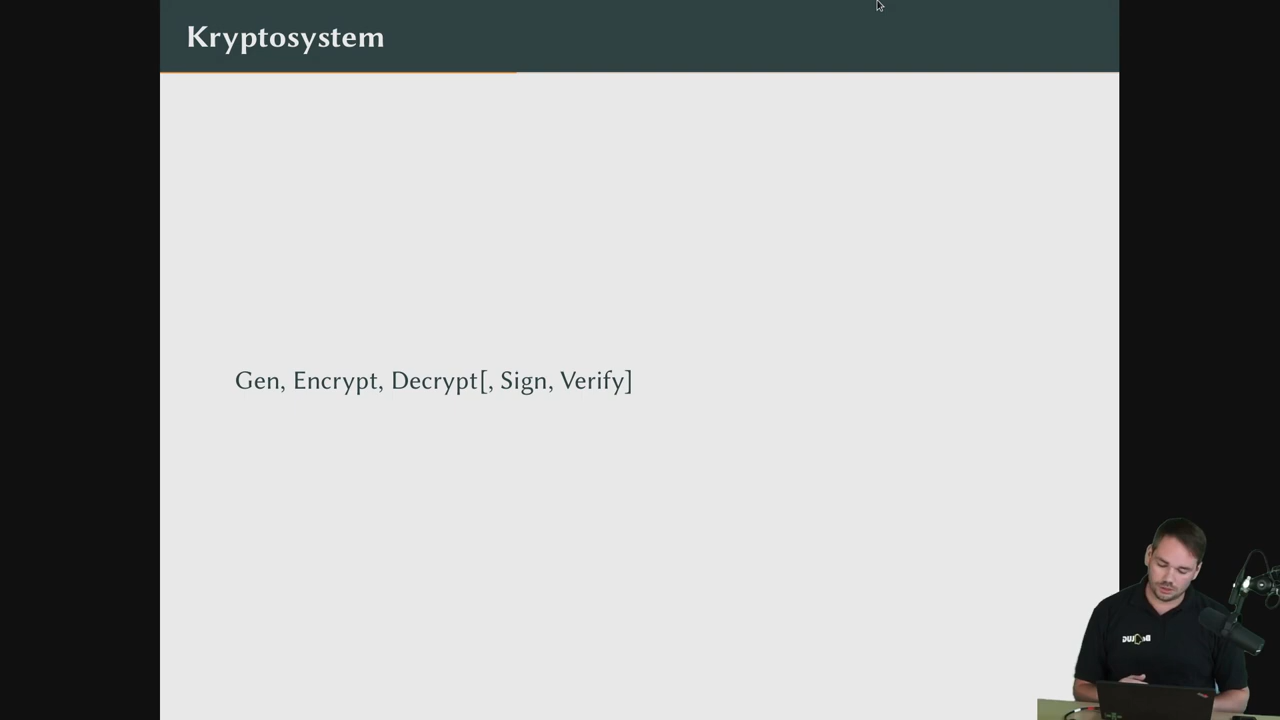 Kryptosystem
Gen, Encrypt, Decrypt[, Sign, Verify]